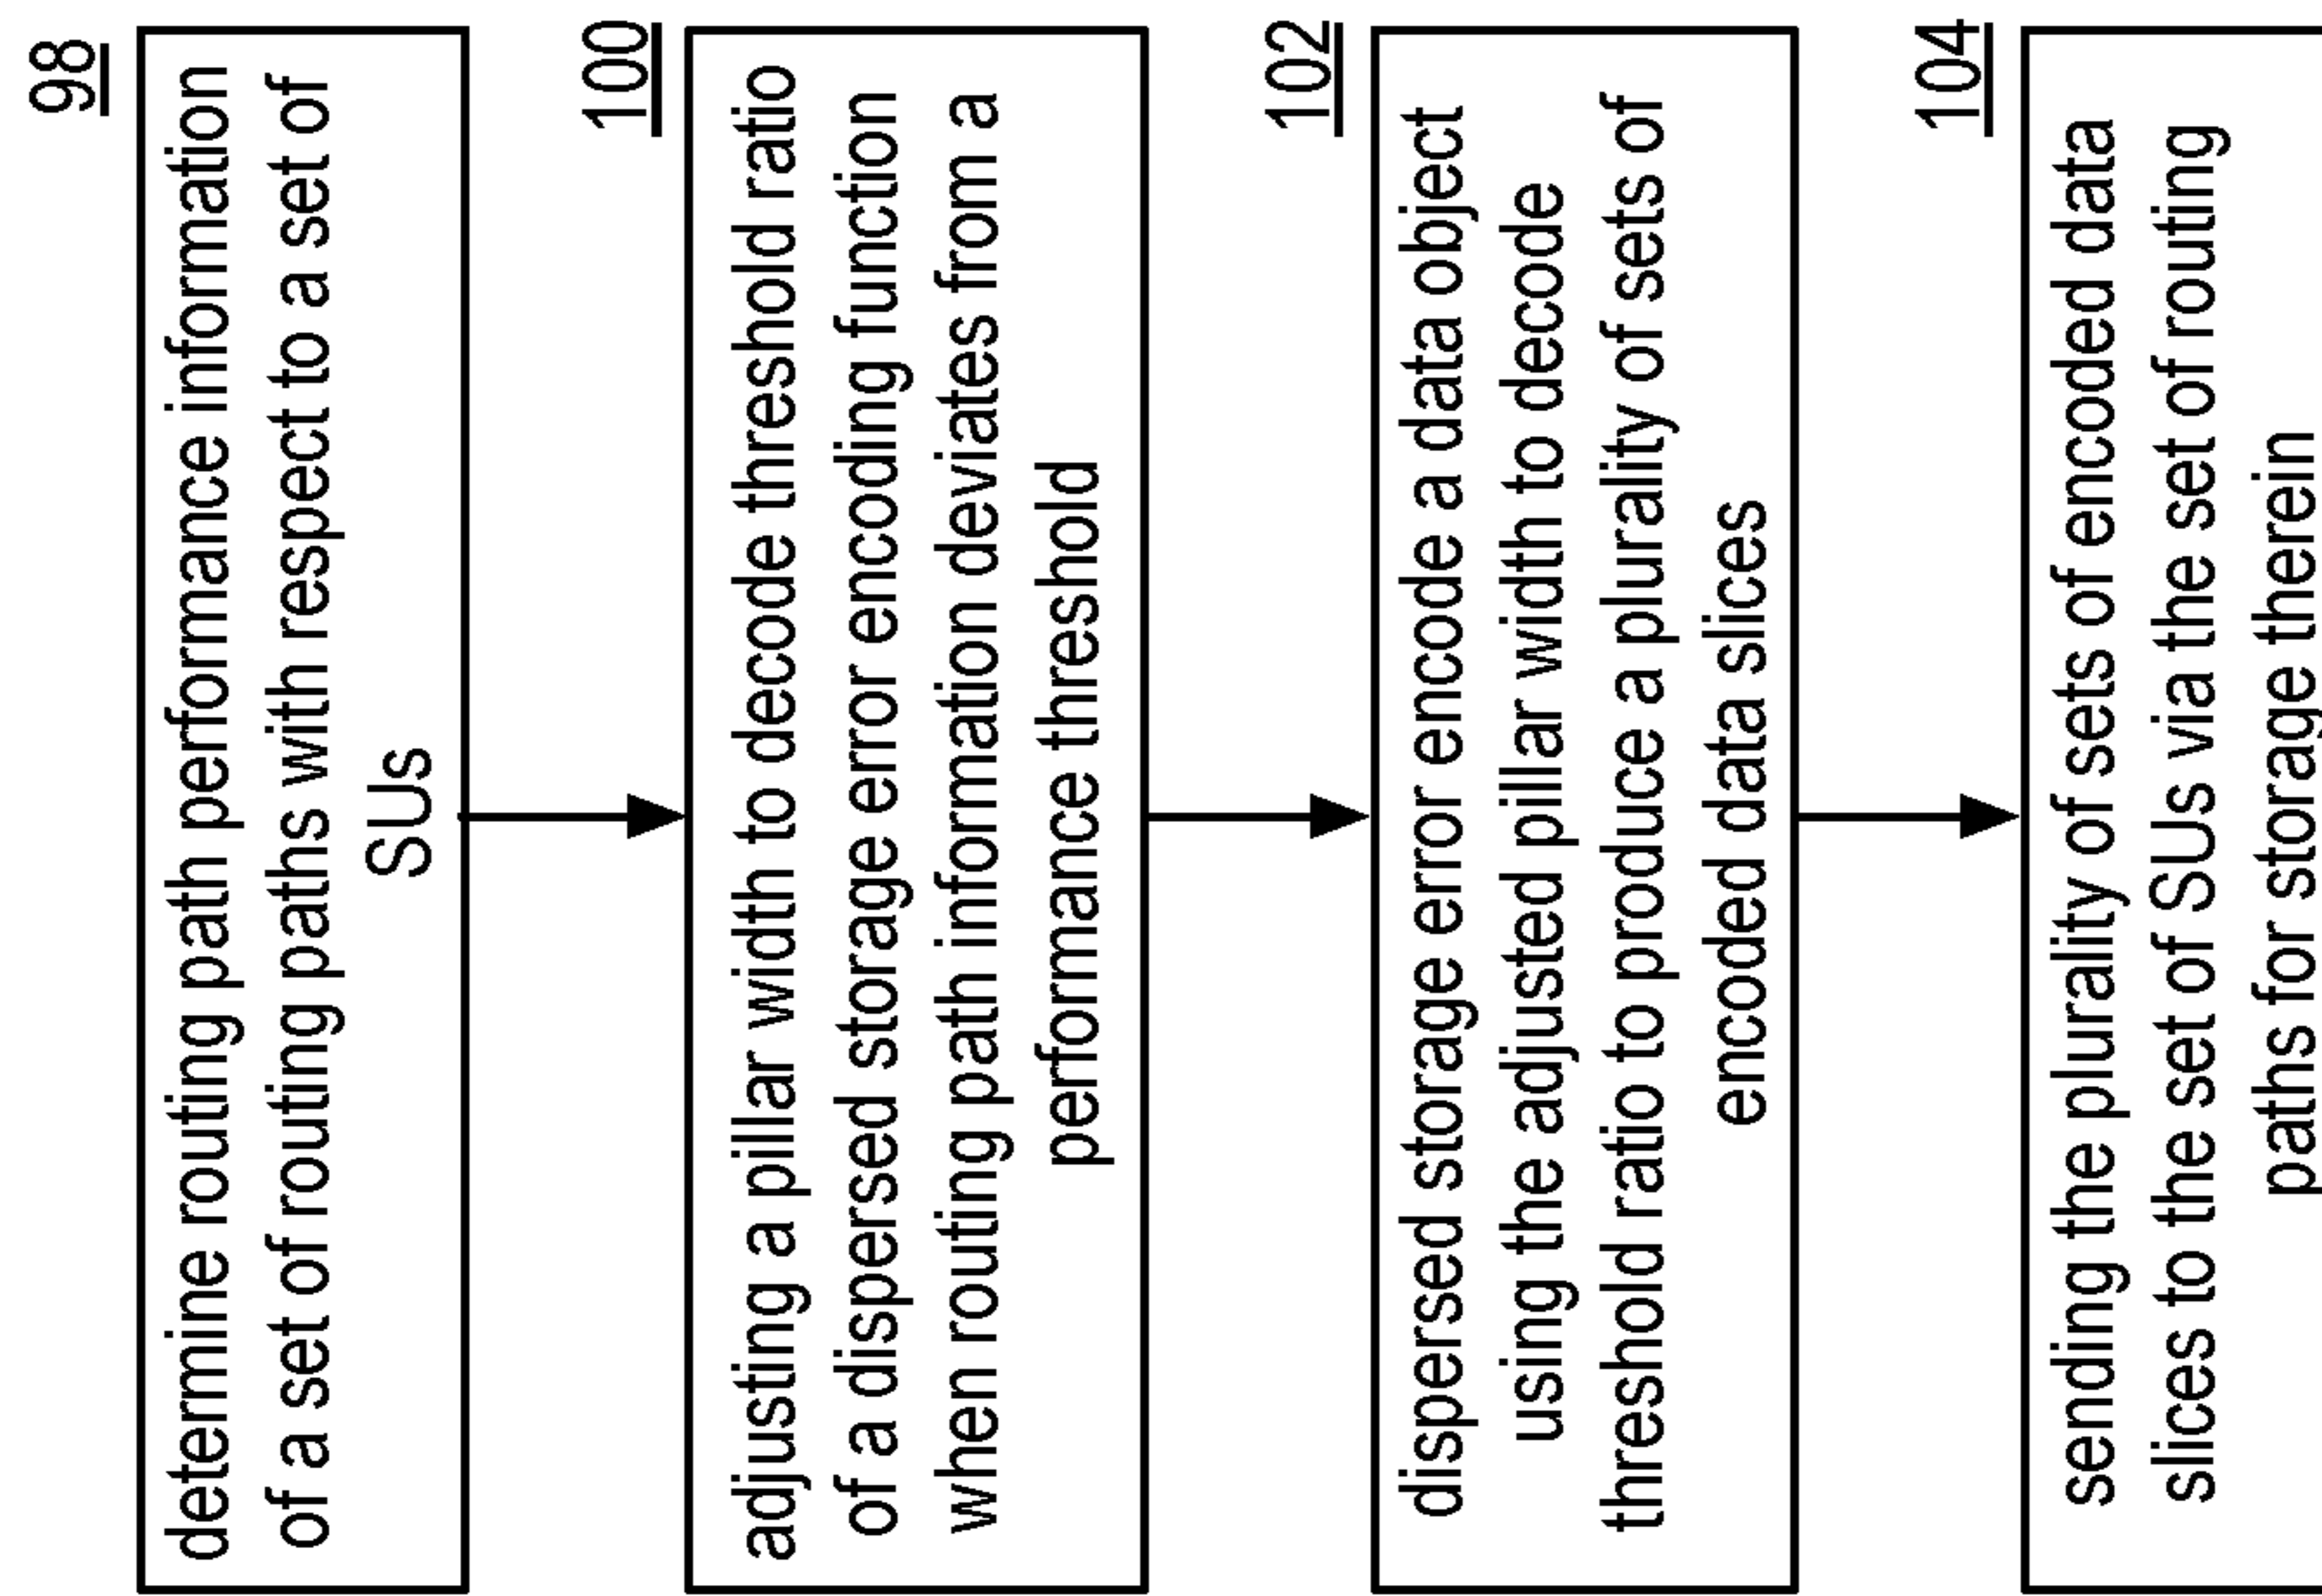 98
determine routing path performance information
of a set of routing paths with respect to a set of
SUs
100
adjusting a pillar width to decode threshold ratio
of a dispersed storage error encoding function
when routing path information deviates from a
performance threshold
102
dispersed storage error encode a data object
using the adjusted pillar width to decode
threshold ratio to produce a plurality of sets of
encoded data slices
104
sending the plurality of sets of encoded data
slices to the set of SUs via the set of routing
paths for storage therein